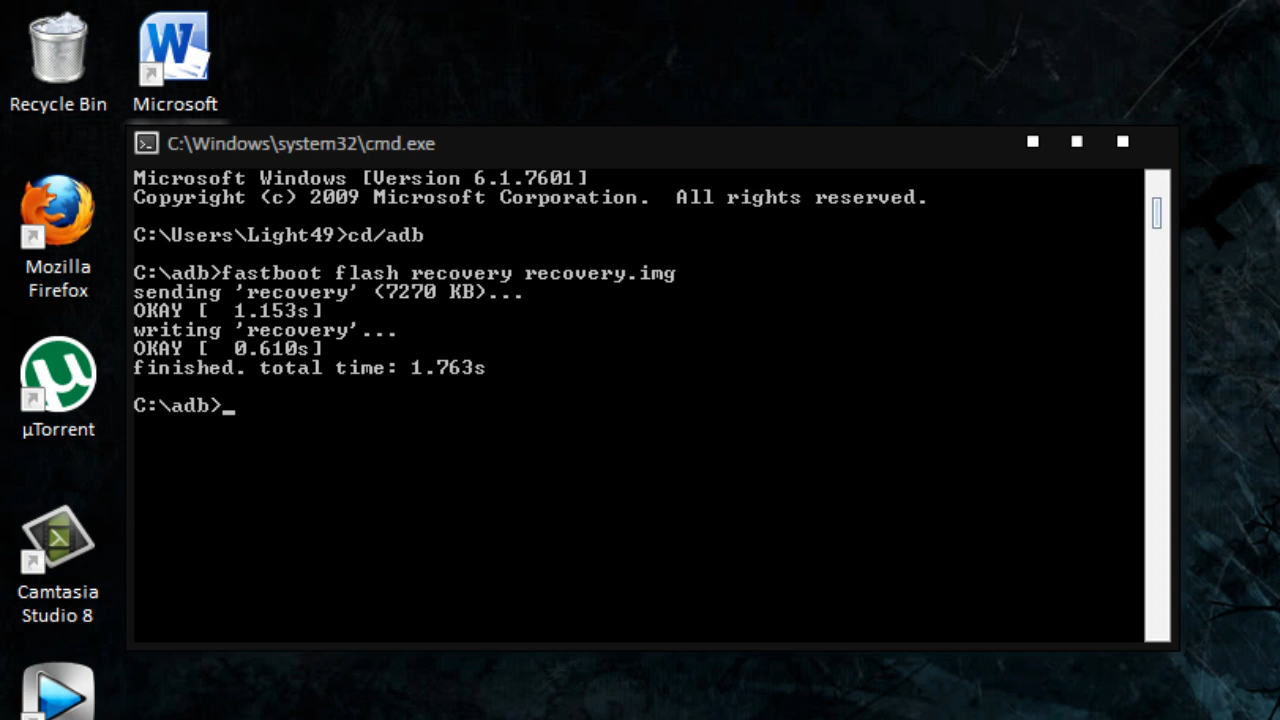 Recycle Bin
Microsoft
Mozilla
Firefox
µTorrent
Camtasia
Studio 8
C:\Windows\system32\cmd.exe
Microsoft Windows [Version 6.1.7601]
Copyright (c) 2009 Microsoft Corporation.  All rights reserved.
C:\Users\Light49>cd/adb
C:\adb>fastboot flash recovery recovery.img
sending 'recovery' (7270 KB)...
OKAY [  1.153s]
writing 'recovery'...
OKAY [  0.610s]
finished. total time: 1.763s
C:\adb>_